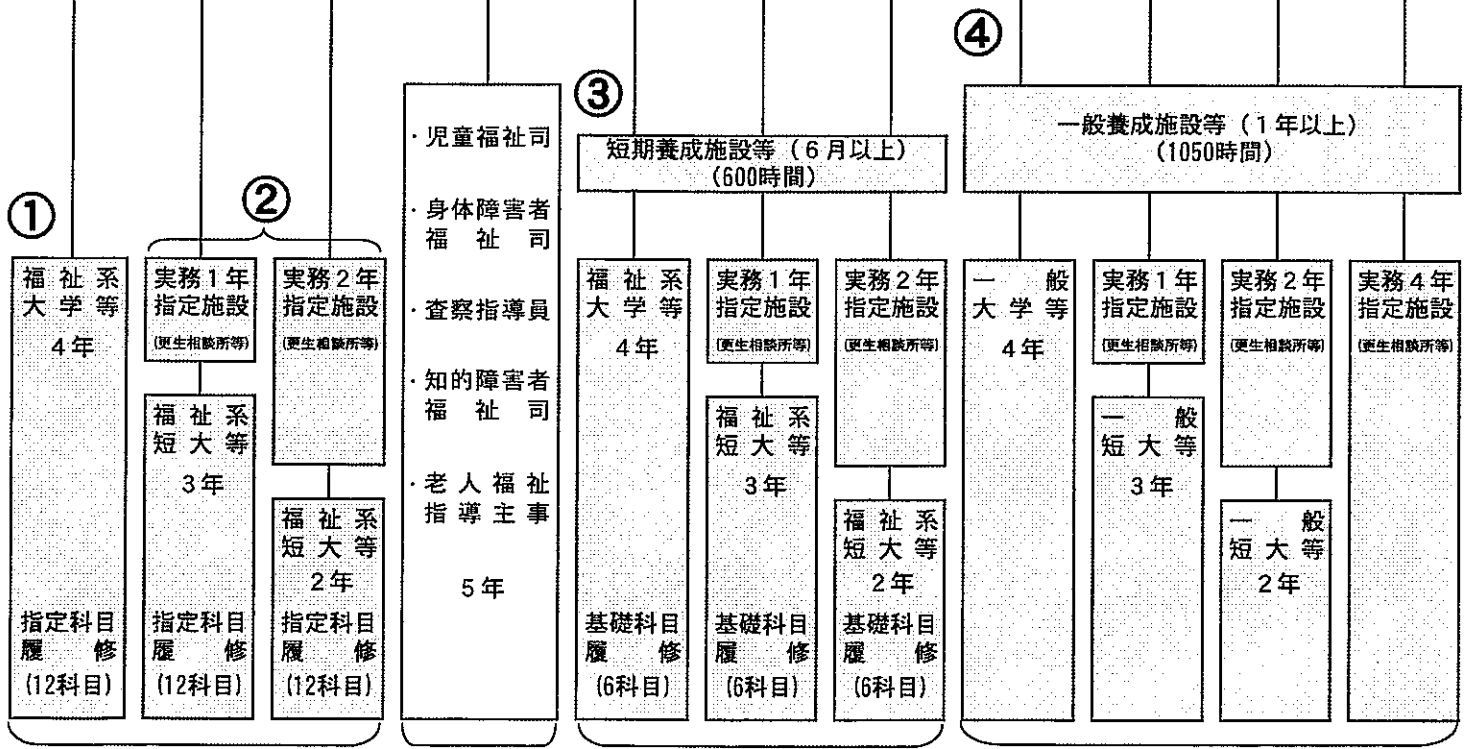 ①
福祉系
大学等
4年
指定科目
履修
(12科目)
②
実務1年
指定施設
(更生相談所等)
福祉系
短大等
3年
指定科目
履修
(12科目)
実務2年
指定施設
(更生相談所等)
福祉系
短大等
2年
指定科目
履修
(12科目)
・児童福祉司
・身体障害者
福祉司
・査察指導員
・知的障害者
福祉司
・老人福祉
指導主事
5年
③
短期養成施設等（6月以上）
(600時間)
福祉系
大学等
4年
基礎科目
履修
(6科目)
実務1年
指定施設
(更生相談所等)
福祉系
短大等
3年
基礎科目
履修
(6科目)
実務2年
指定施設
(更生相談所等)
福祉系
短大等
2年
基礎科目
履修
(6科目)
④
一般養成施設等（1年以上）
(1050時間)
一般
大学等
4年
実務1年
指定施設
(更生相談所等)
一般
短大等
3年
実務2年
指定施設
(更生相談所等)
一般
短大等
2年
実務4年
指定施設
(更生相談所等)